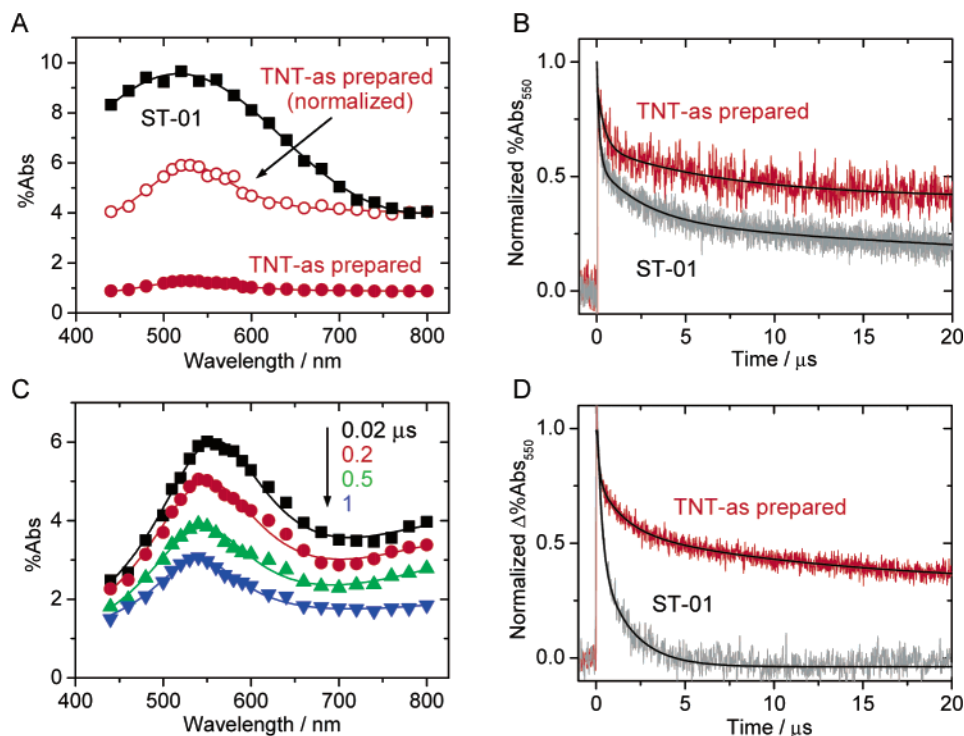 A
10
8
6
4
2
0
%Abs
TNT-as prepared
(normalized)
ST-01
TNT-as prepared
400 500 600 700 800
Wavelength / nm
B
1.0
0.5
0.0
Normalized %Abs550
TNT-as prepared
ST-01
0 5 10 15 20
Time / μs
C
6
4
2
0
%Abs
0.02 μs
0.2
0.5
1
400 500 600 700 800
Wavelength / nm
D
1.0
0.5
0.0
Normalized Δ%Abs550
TNT-as prepared
ST-01
0 5 10 15 20
Time / μs